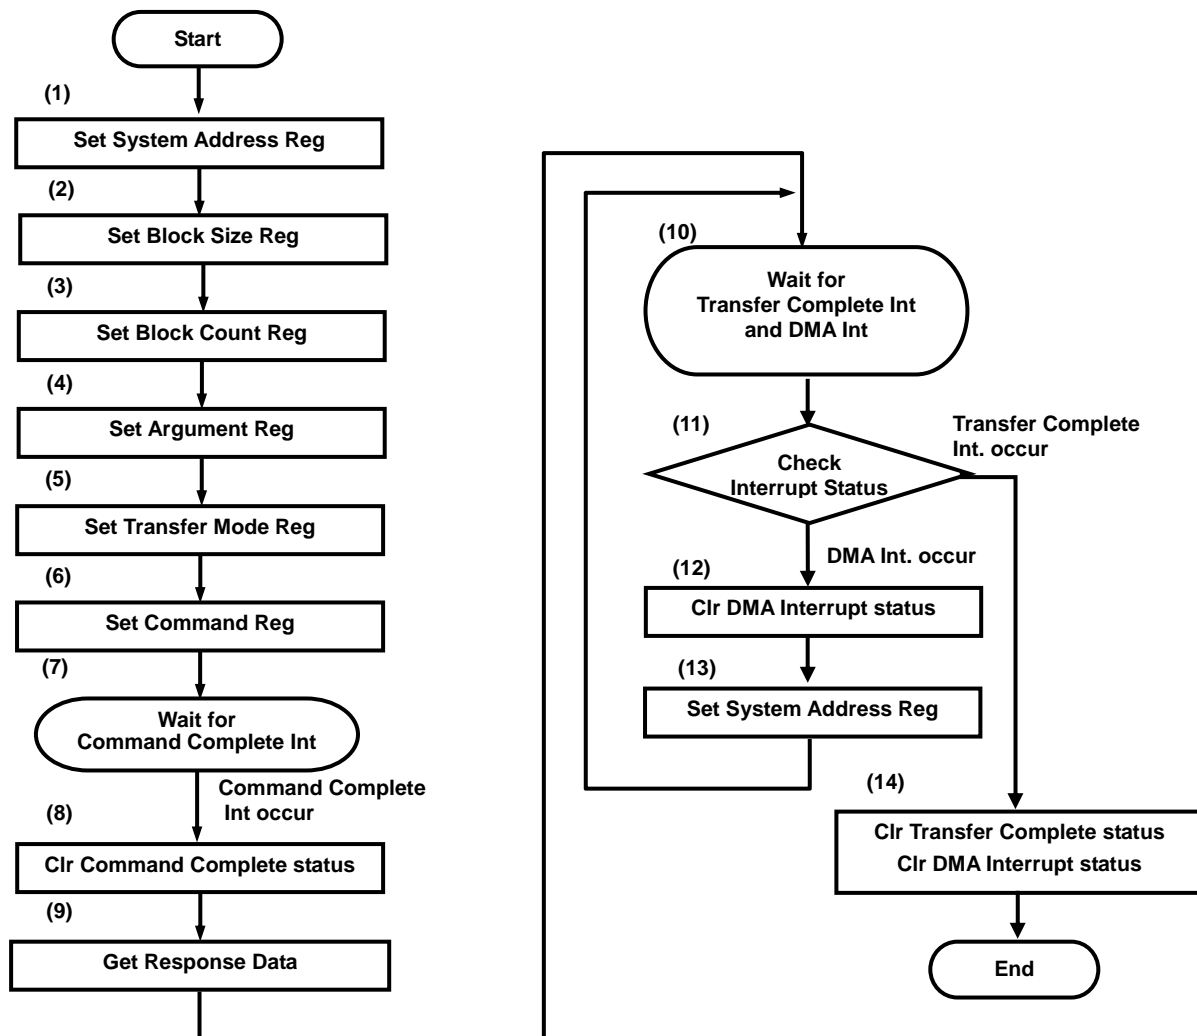 Start
(1)
Set System Address Reg
(2)
Set Block Size Reg
(3)
Set Block Count Reg
(4)
Set Argument Reg
(5)
Set Transfer Mode Reg
(6)
Set Command Reg
(7)
Wait for
Command Complete Int
Command Complete
Int occur
(8)
Clr Command Complete status
(9)
Get Response Data
(10)
Wait for
Transfer Complete Int
and DMA Int
(11)
Check
Interrupt Status
Transfer Complete
Int. occur
DMA Int. occur
(12)
Clr DMA Interrupt status
(13)
Set System Address Reg
(14)
Clr Transfer Complete status
Clr DMA Interrupt status
End